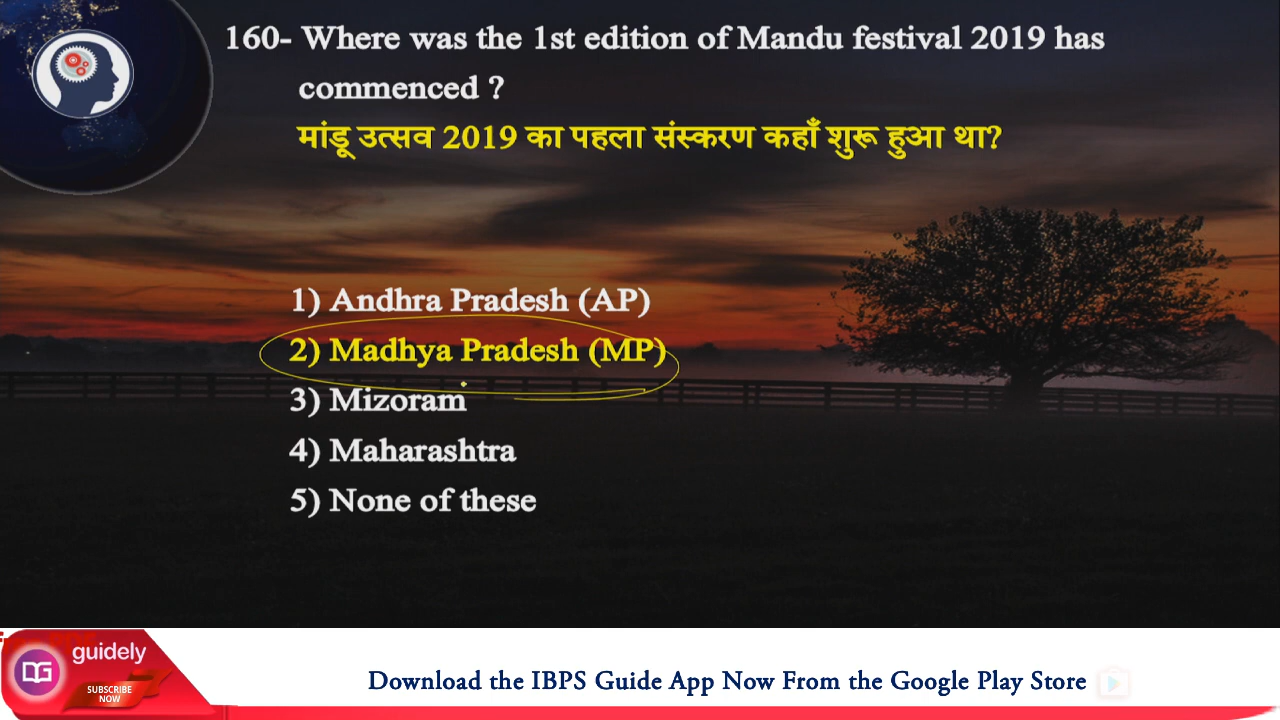 160- Where was the 1st edition of Mandu festival 2019 has
commenced ?
मांडू उत्सव 2019 का पहला संस्करण कहाँ शुरू हुआ था?
1) Andhra Pradesh (AP)
2) Madhya Pradesh (MP)
3) Mizoram
4) Maharashtra
5) None of these
guidely
SUBSCRIBE
NOW
Download the IBPS Guide App Now From the Google Play Store